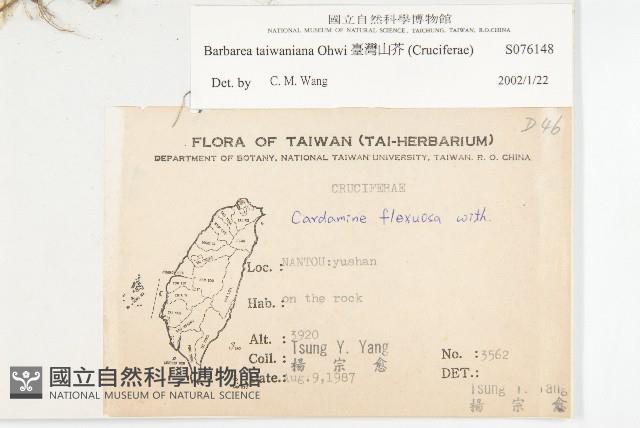 國立自然科學博物館
NATIONAL MUSEUM OF NATURAL SCIENCE, TAICHUNG, TAIWAN, R.O.CHINA
Barbarea taiwaniana Ohwi 臺灣山芥 (Cruciferae) S076148
Det. by C. M. Wang 2002/1/22
D46
FLORA OF TAIWAN (TAI-HERBARIUM)
DEPARTMENT OF BOTANY, NATIONAL TAIWAN UNIVERSITY, TAIWAN. R. O. CHINA
CRUCIFERAE
Cardamine flexuosa with.
Loc. : NANTOU:yushan
Hab. : on the rock
Alt. : 3920
Coll. : Tsung Y. Yang No. : 3562
楊宗愈
Date.: Aug.9,1987 DET.: Tsung Y. Yang
楊宗愈
國立自然科學博物館
NATIONAL MUSEUM OF NATURAL SCIENCE